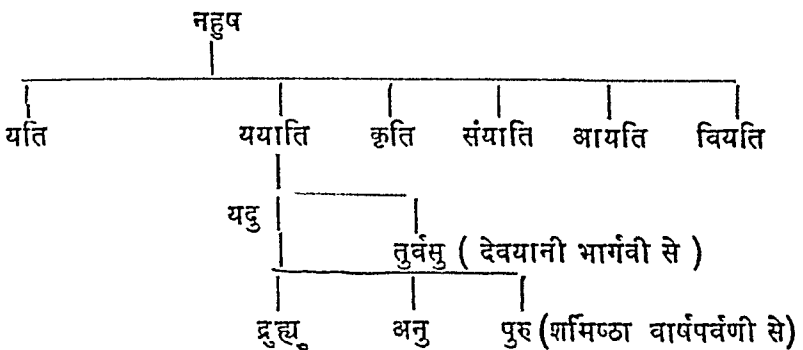 नहुष
यति ययाति कृति संयाति आयति वियति
यदु
तुर्वसु ( देवयानी भार्गवी से )
द्रुह्यु अनु पुरु (शर्मिष्ठा वार्षपर्वणी से)